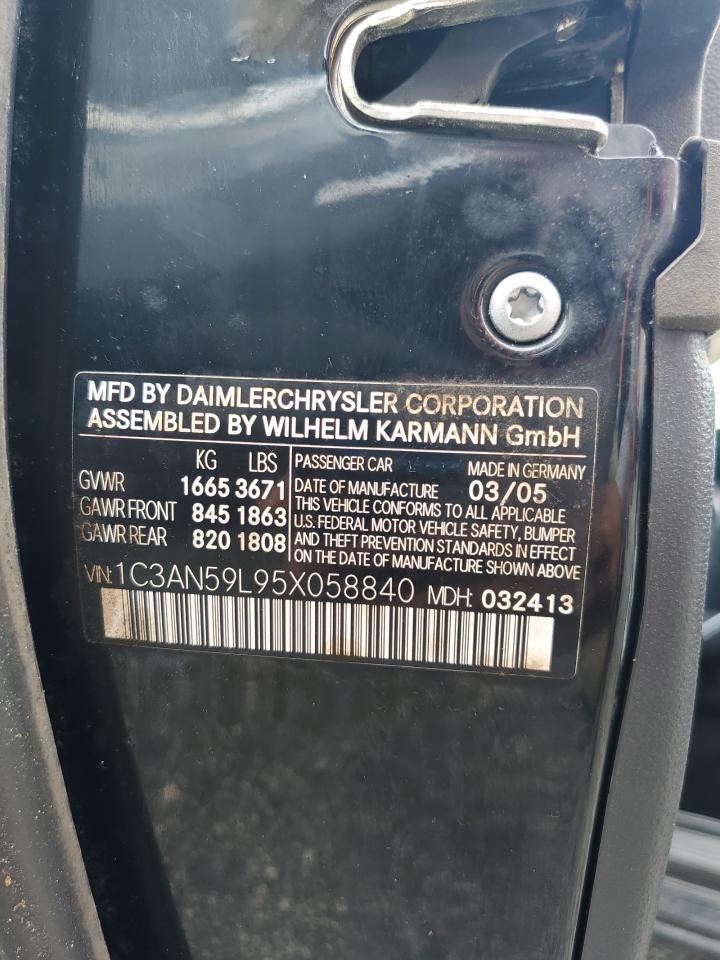 MFD BY DAIMLERCHRYSLER CORPORATION
ASSEMBLED BY WILHELM KARMANN GmbH
KG LBS
GVWR 1665 3671
GAWR FRONT 845 1863
GAWR REAR 820 1808
PASSENGER CAR MADE IN GERMANY
DATE OF MANUFACTURE 03/05
THIS VEHICLE CONFORMS TO ALL APPLICABLE
U.S. FEDERAL MOTOR VEHICLE SAFETY, BUMPER
AND THEFT PREVENTION STANDARDS IN EFFECT
ON THE DATE OF MANUFACTURE SHOWN ABOVE
VIN: 1C3AN59L95X058840 MDH: 032413